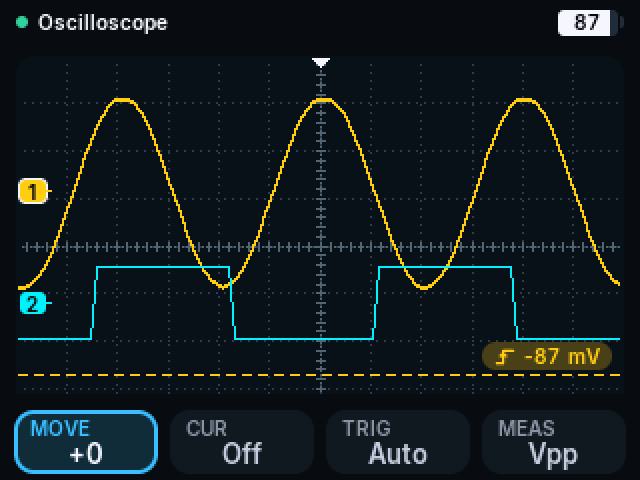 Oscilloscope
87
1
2
-87 mV
MOVE
+0
CUR
Off
TRIG
Auto
MEAS
Vpp